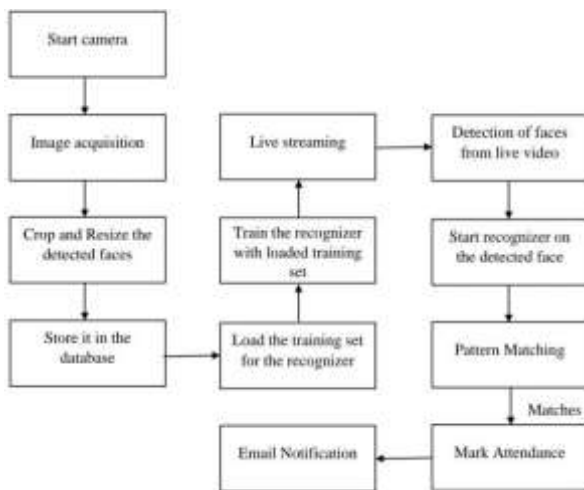 Start camera
Image acquisition
Crop and Resize the
detected faces
Store it in the
database
Load the training set
for the recognizer
Train the recognizer
with loaded training
set
Live streaming
Detection of faces
from live video
Start recognizer on
the detected face
Pattern Matching
Matches
Mark Attendance
Email Notification